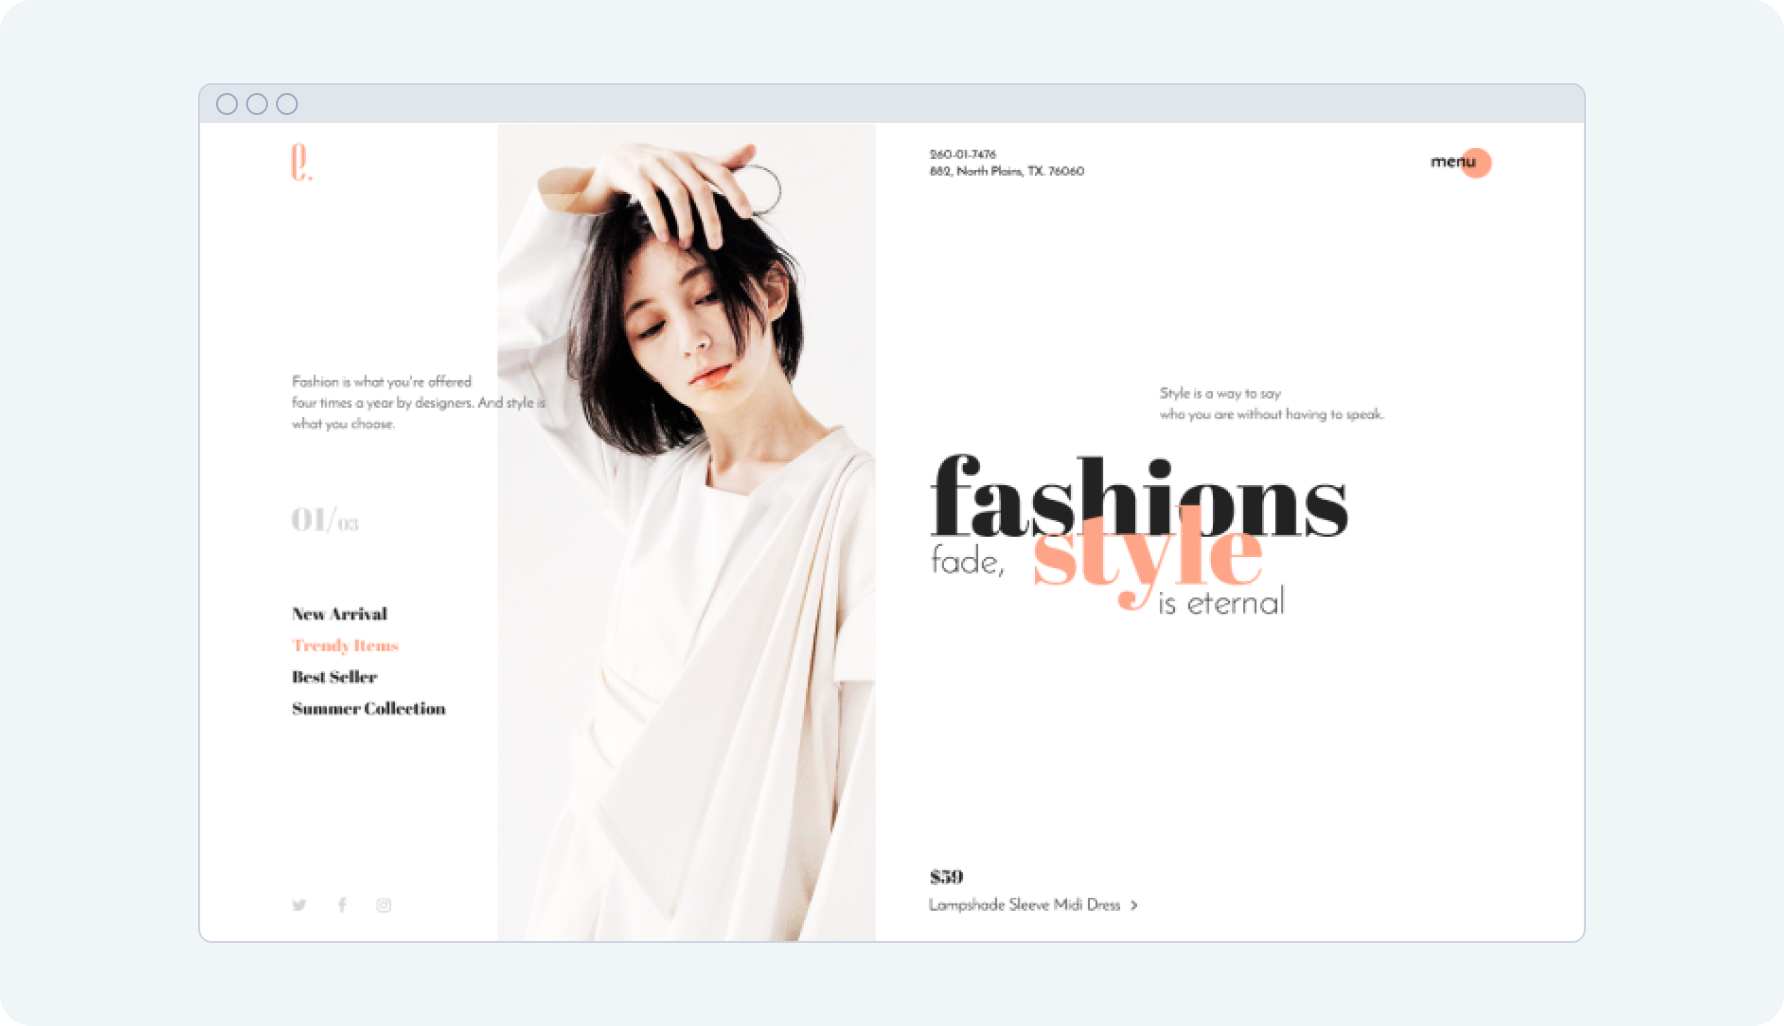 e.
260-01-7476
882, North Plains, TX. 76060
menu
Fashion is what you're offered
four times a year by designers. And style is
what you choose.
01/03
New Arrival
Trendy Items
Best Seller
Summer Collection
Style is a way to say
who you are without having to speak.
fashions
fade, style
is eternal
$59
Lampshade Sleeve Midi Dress >